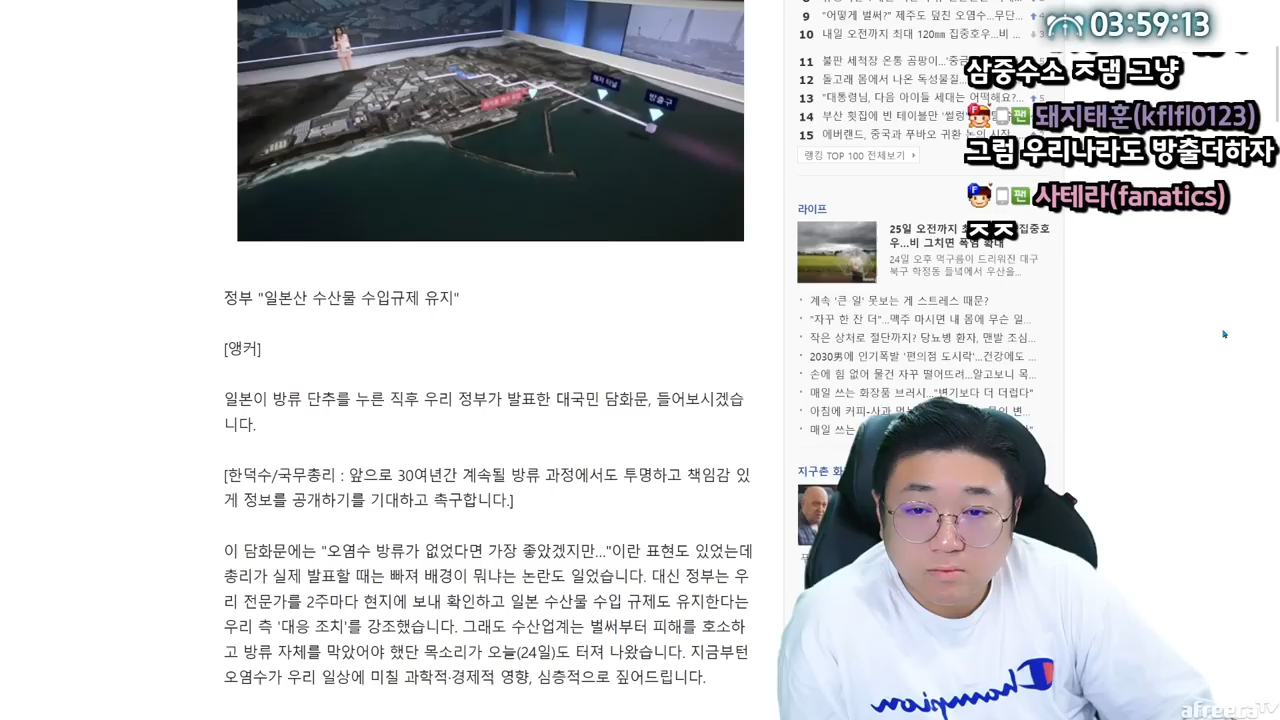 해저 터널
방출구
정부 "일본산 수산물 수입규제 유지"
[앵커]
일본이 방류 단추를 누른 직후 우리 정부가 발표한 대국민 담화문, 들어보시겠습
니다.
[한덕수/국무총리 : 앞으로 30여년간 계속될 방류 과정에서도 투명하고 책임감 있
게 정보를 공개하기를 기대하고 촉구합니다.]
이 담화문에는 "오염수 방류가 없었다면 가장 좋았겠지만..."이란 표현도 있었는데
총리가 실제 발표할 때는 빠져 배경이 뭐냐는 논란도 일었습니다. 대신 정부는 우
리 전문가를 2주마다 현지에 보내 확인하고 일본 수산물 수입 규제도 유지한다는
우리 측 '대응 조치'를 강조했습니다. 그래도 수산업계는 벌써부터 피해를 호소하
고 방류 자체를 막았어야 했단 목소리가 오늘(24일)도 터져 나왔습니다. 지금부턴
오염수가 우리 일상에 미칠 과학적·경제적 영향, 심층적으로 짚어드립니다.
9 "어떻게 벌써?" 제주도 덮친 오염수...무단...
10 내일 오전까지 최대 120㎜ 집중호우...비 ... 3
11 불판 세척장 온통 곰팡이...'중금
12 돌고래 몸에서 나온 독성물질...
13 "대통령님, 다음 아이들 세대는 어떡해요?... 5
14 부산 횟집에 빈 테이블만 '썰렁
15 에버랜드, 중국과 푸바오 귀환 논의 시작
랭킹 TOP 100 전체보기
라이프
25일 오전까지 집중호
우...비 그치면 폭염 확대
24일 오후 먹구름이 드리워진 대구
북구 학정동 들녘에서 우산을...
계속 '큰 일' 못보는 게 스트레스 때문?
"자꾸 한 잔 더"...맥주 마시면 내 몸에 무슨 일...
작은 상처로 절단까지? 당뇨병 환자, 맨발 조심...
2030男에 인기폭발 '편의점 도시락'...건강에도 ...
손에 힘 없어 물건 자꾸 떨어뜨려...알고보니 목...
매일 쓰는 화장품 브러시..."변기보다 더 더럽다"
아침에 커피·사과
매일 쓰는
지구촌
03:59:13
삼중수소 ㅈ댐 그냥
돼지태훈(kflfl0123)
그럼 우리나라도 방출더하자
사테라(fanatics)
ㅈㅈ
Champion
afreecaTV